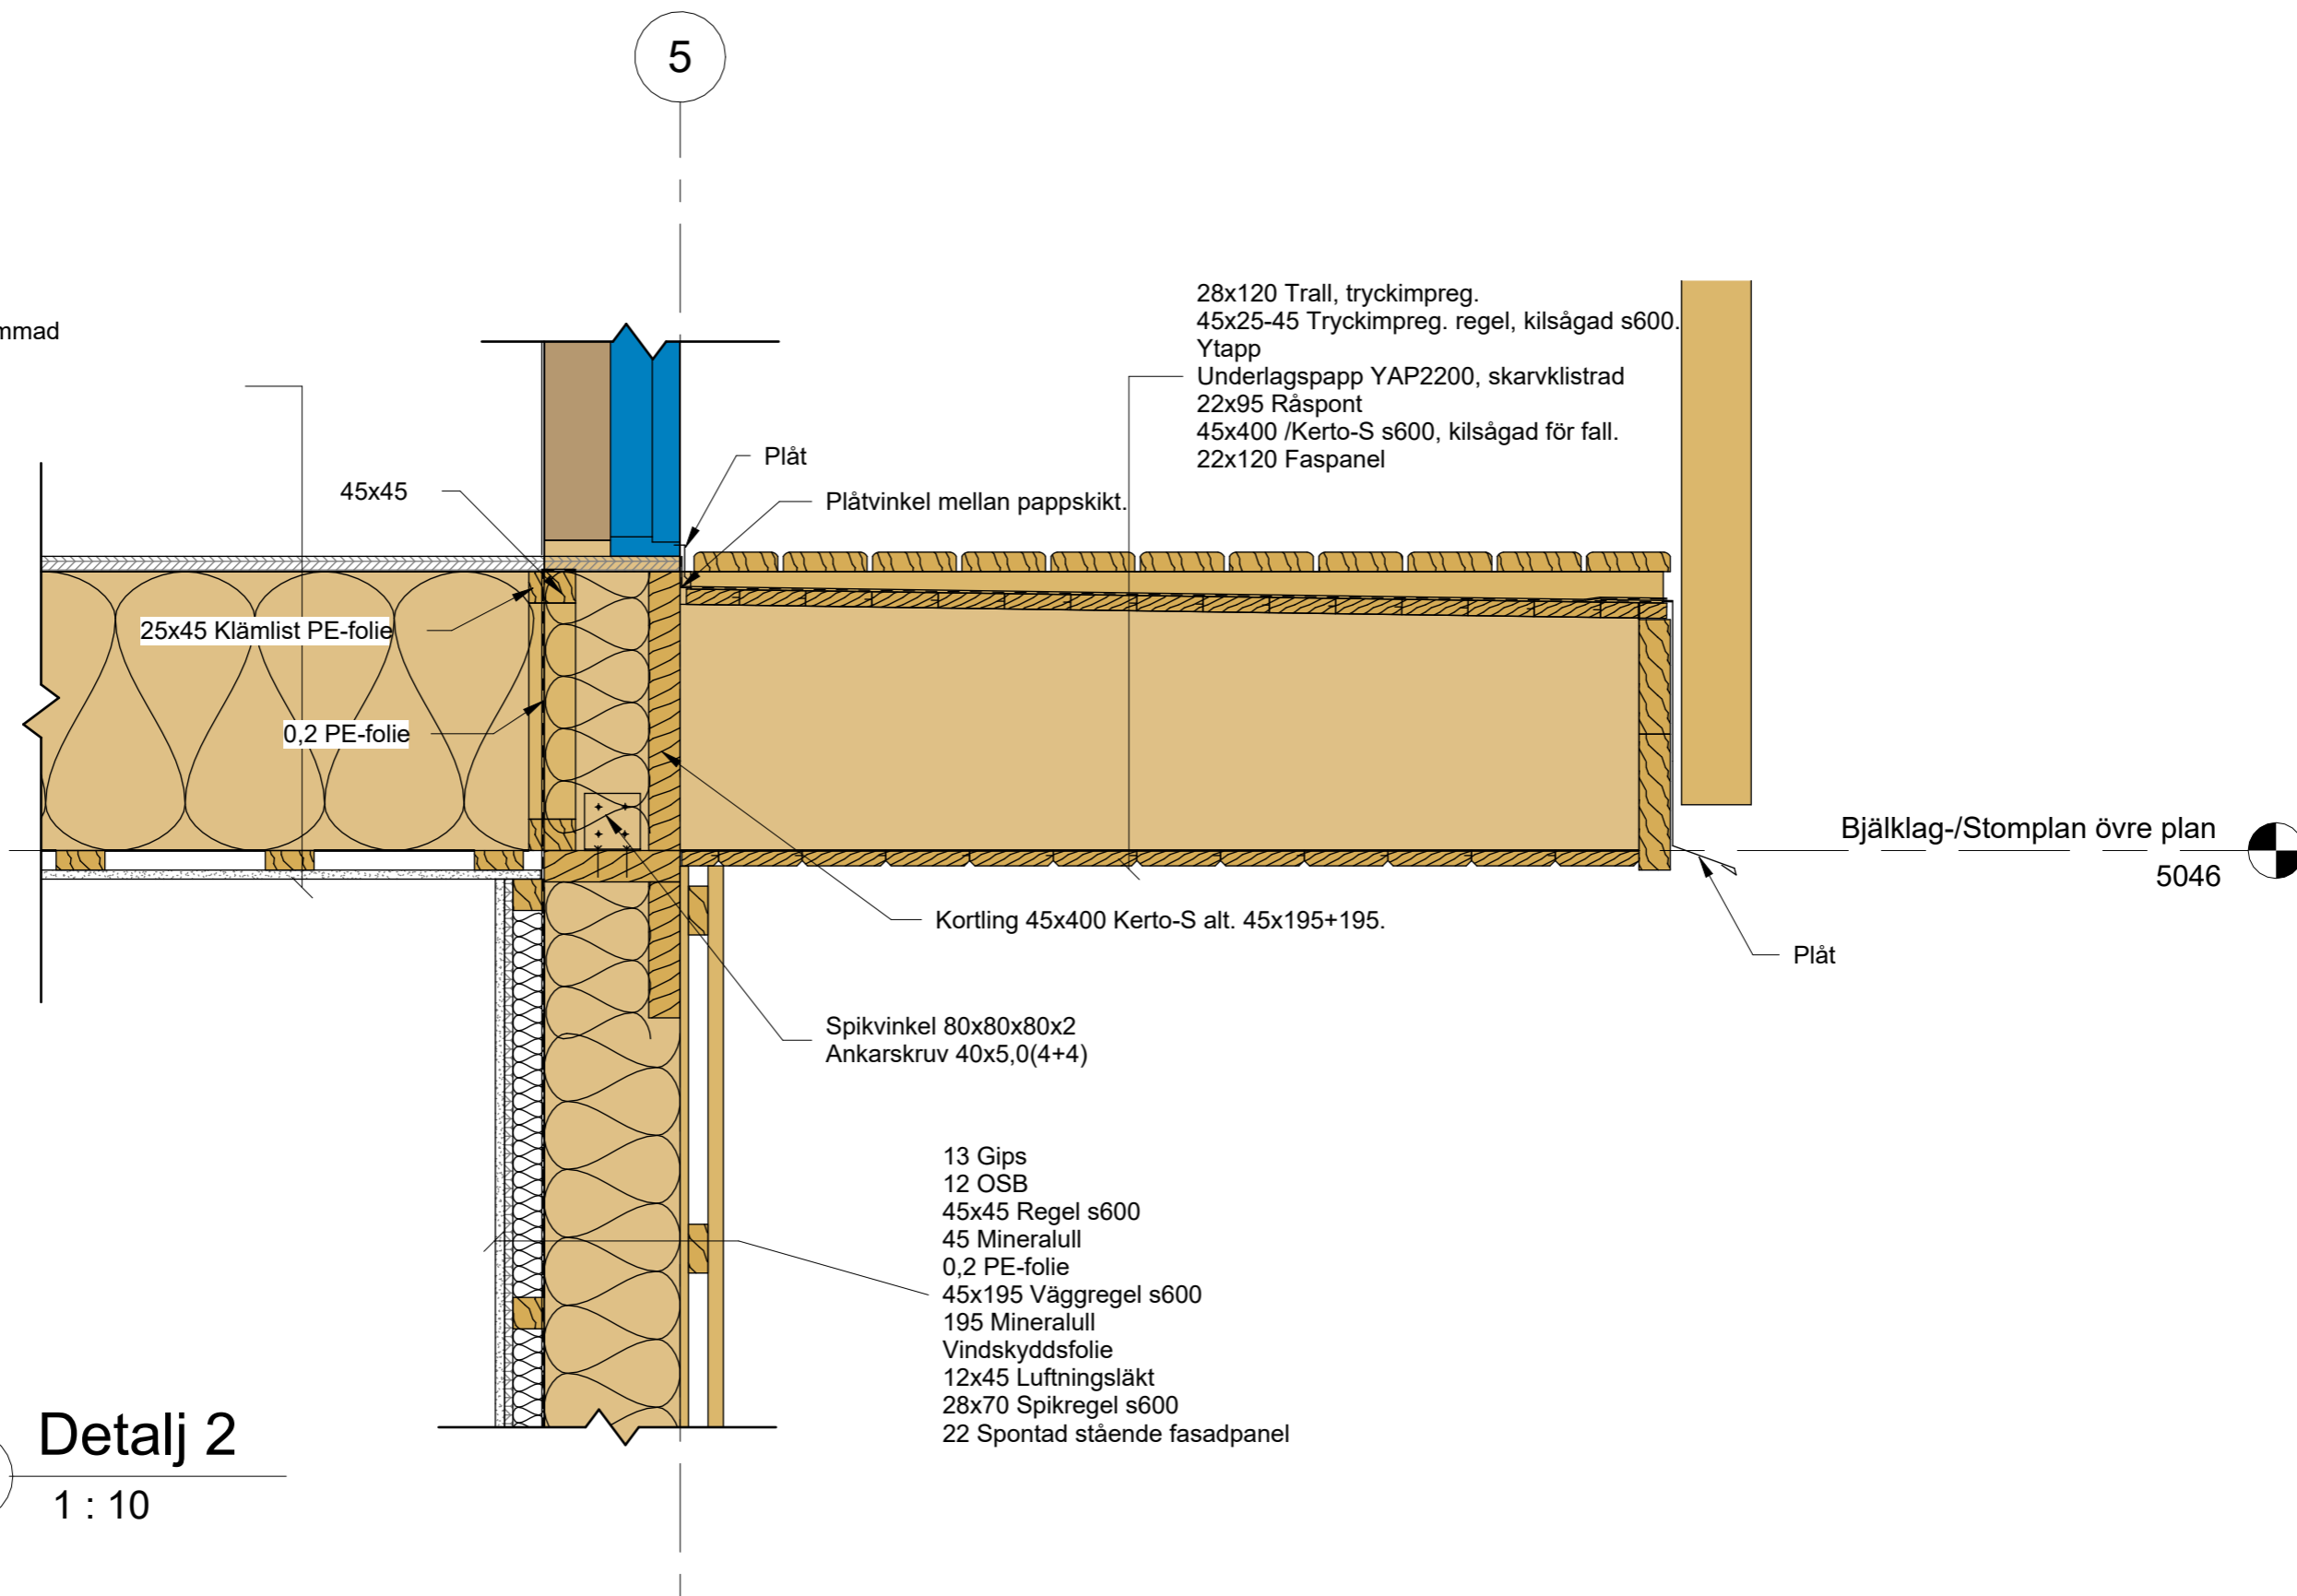 5
28x120 Trall, tryckimpreg.
45x25-45 Tryckimpreg. regel, kilsågad s600.
Ytapp
Underlagspapp YAP2200, skarvklistrad
22x95 Råspont
45x400 /Kerto-S s600, kilsågad för fall.
22x120 Faspanel
mmad
Plåt
45x45
Plåtvinkel mellan pappskikt.
25x45 Klämlist PE-folie
0,2 PE-folie
Bjälklag-/Stomplan övre plan
5046
Kortling 45x400 Kerto-S alt. 45x195+195.
Plåt
Spikvinkel 80x80x80x2
Ankarskruv 40x5,0(4+4)
13 Gips
12 OSB
45x45 Regel s600
45 Mineralull
0,2 PE-folie
45x195 Väggregel s600
195 Mineralull
Vindskyddsfolie
12x45 Luftningsläkt
28x70 Spikregel s600
22 Spontad stående fasadpanel
Detalj 2
1 : 10